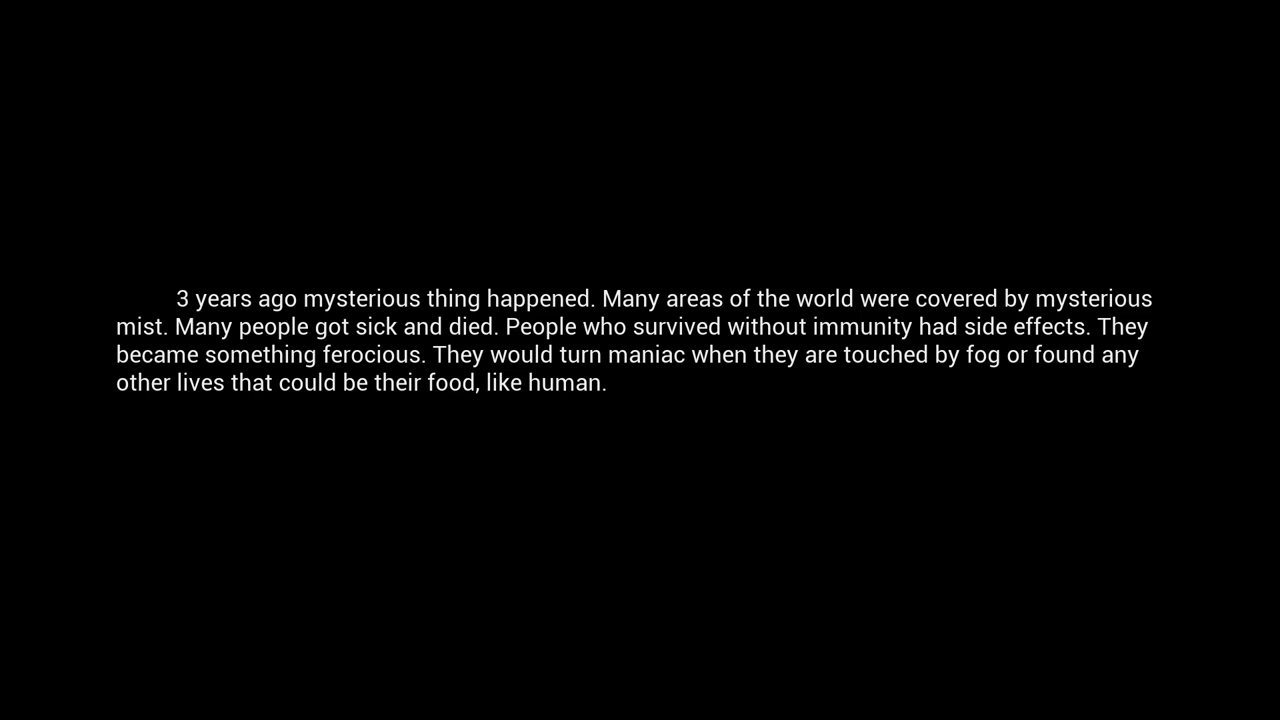 3 years ago mysterious thing happened. Many areas of the world were covered by mysterious
mist. Many people got sick and died. People who survived without immunity had side effects. They
became something ferocious. They would turn maniac when they are touched by fog or found any
other lives that could be their food, like human.